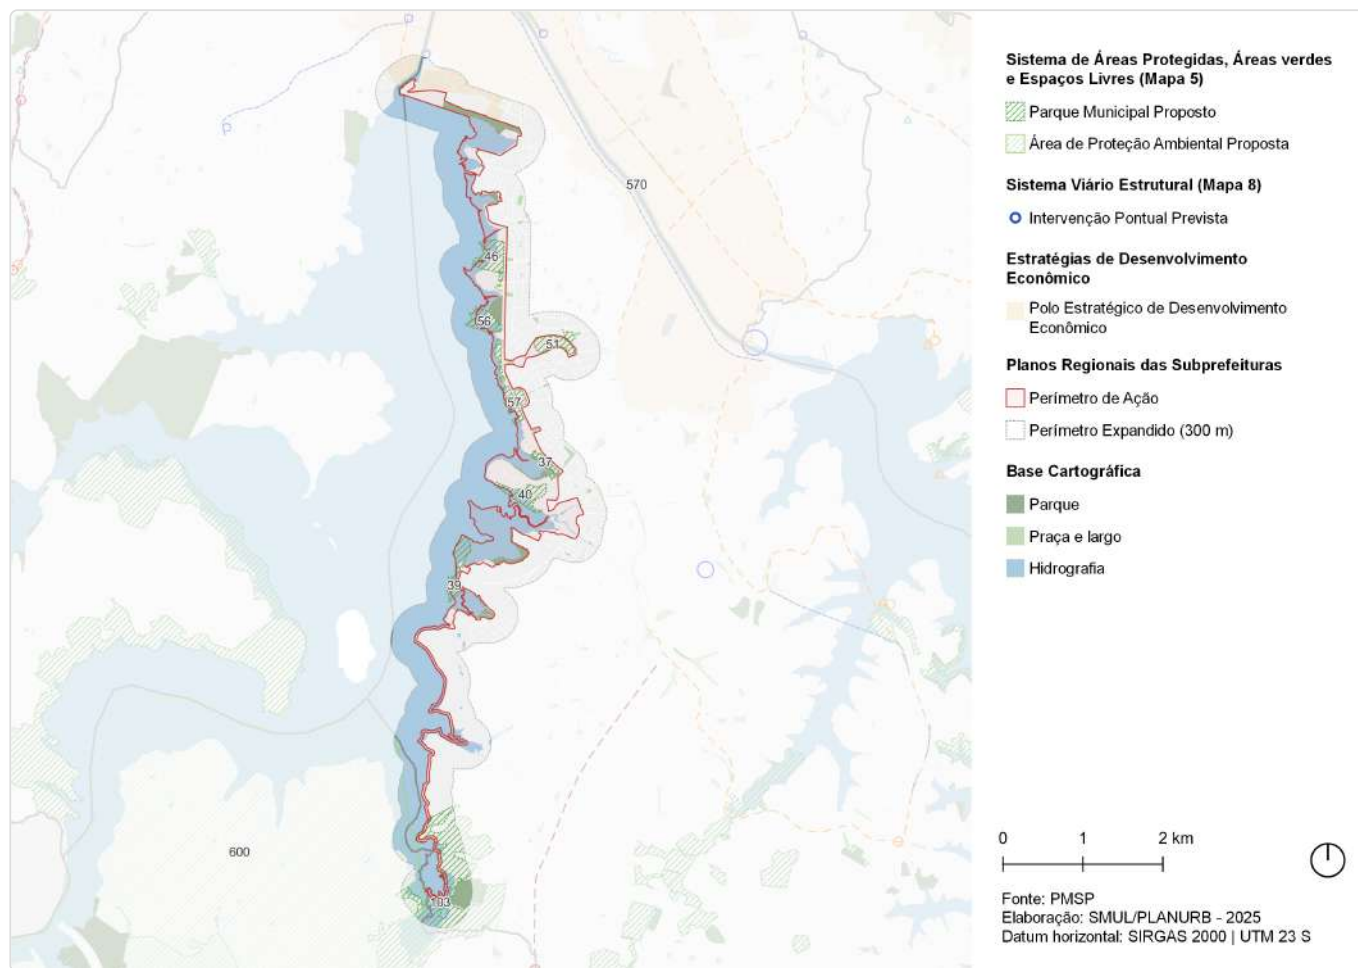 Sistema de Áreas Protegidas, Áreas verdes
e Espaços Livres (Mapa 5)
Parque Municipal Proposto
Área de Proteção Ambiental Proposta
Sistema Viário Estrutural (Mapa 8)
Intervenção Pontual Prevista
Estratégias de Desenvolvimento
Econômico
Polo Estratégico de Desenvolvimento
Econômico
Planos Regionais das Subprefeituras
Perímetro de Ação
Perímetro Expandido (300 m)
Base Cartográfica
Parque
Praça e largo
Hidrografia
570
46
56
51
57
37
40
39
600
103
0 1 2 km
Fonte: PMSP
Elaboração: SMUL/PLANURB - 2025
Datum horizontal: SIRGAS 2000 | UTM 23 S